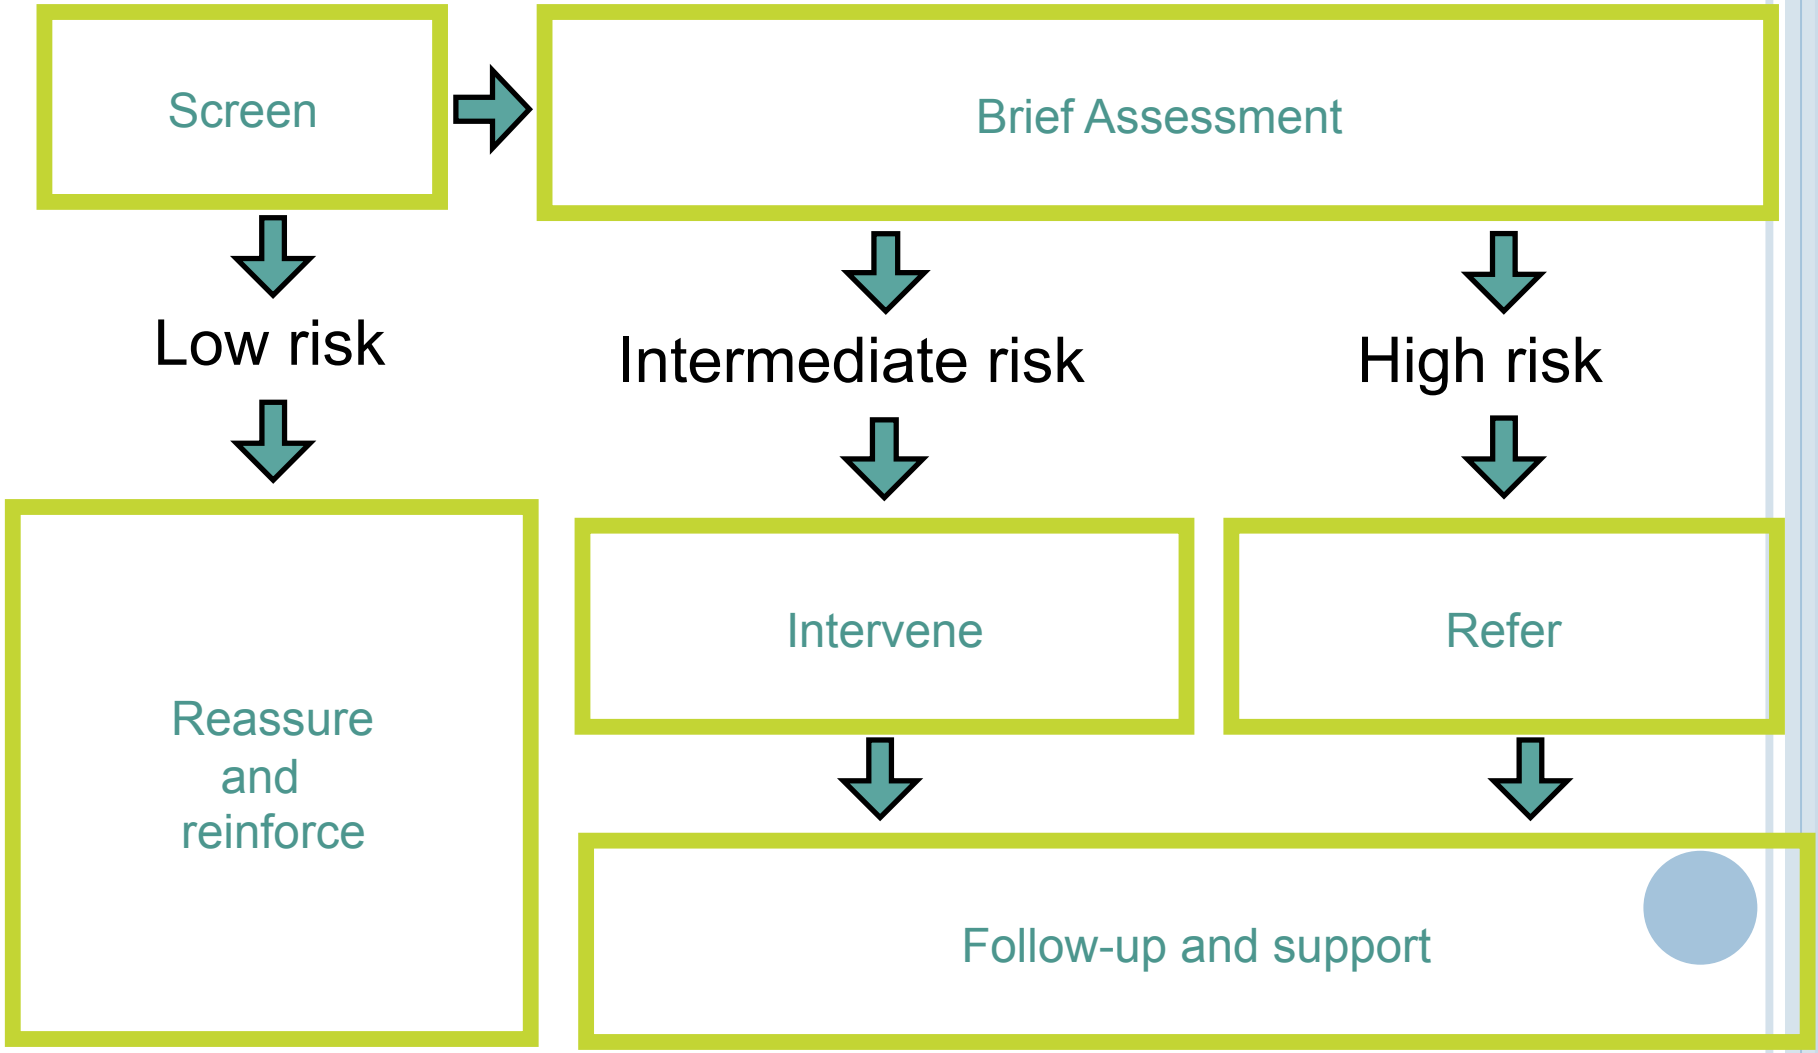 Screen
Brief Assessment
Low risk
Intermediate risk
High risk
Intervene
Refer
Reassure
and
reinforce
Follow-up and support